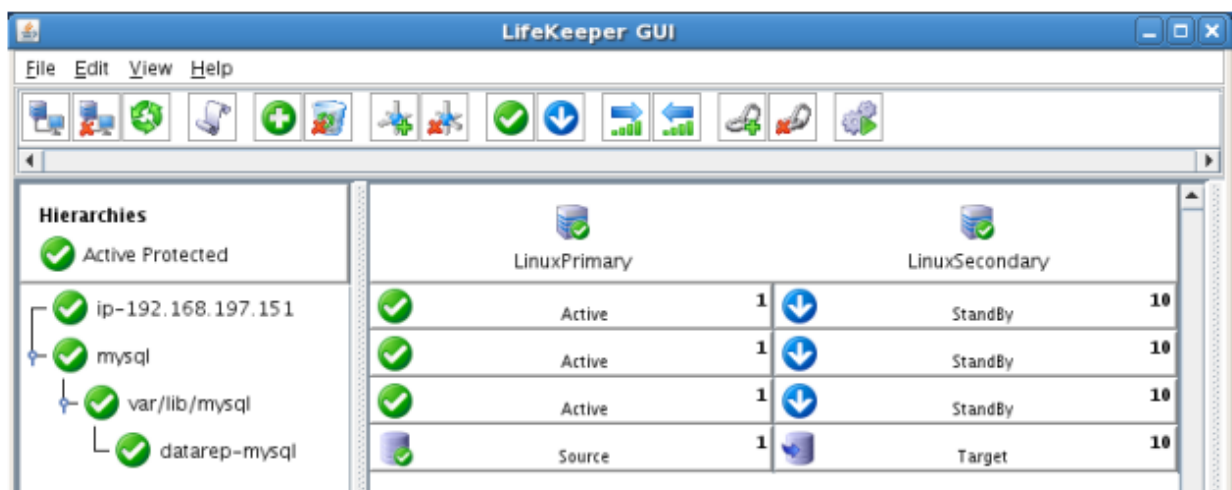 LifeKeeper GUI
File Edit View Help
Hierarchies
Active Protected
LinuxPrimary LinuxSecondary
ip-192.168.197.151 Active 1 StandBy 10
mysql Active 1 StandBy 10
var/lib/mysql Active 1 StandBy 10
datarep-mysql Source 1 Target 10